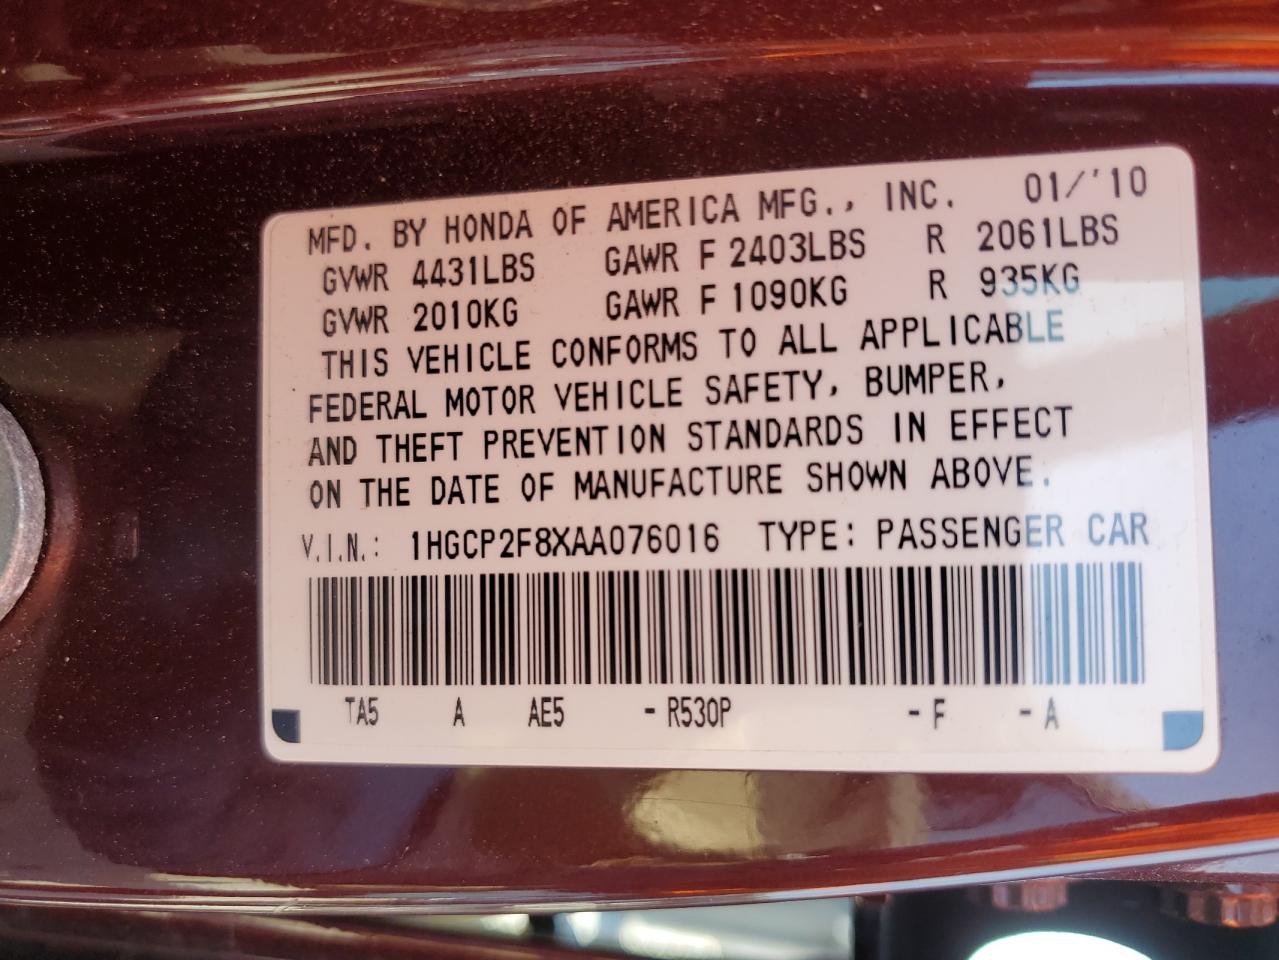 MFD. BY HONDA OF AMERICA MFG., INC. 01/'10
GVWR 4431LBS GAWR F 2403LBS R 2061LBS
GVWR 2010KG GAWR F 1090KG R 935KG
THIS VEHICLE CONFORMS TO ALL APPLICABLE
FEDERAL MOTOR VEHICLE SAFETY, BUMPER,
AND THEFT PREVENTION STANDARDS IN EFFECT
ON THE DATE OF MANUFACTURE SHOWN ABOVE.
V.I.N.: 1HGCP2F8XAA076016 TYPE: PASSENGER CAR
TA5 A AE5 -R530P -F -A